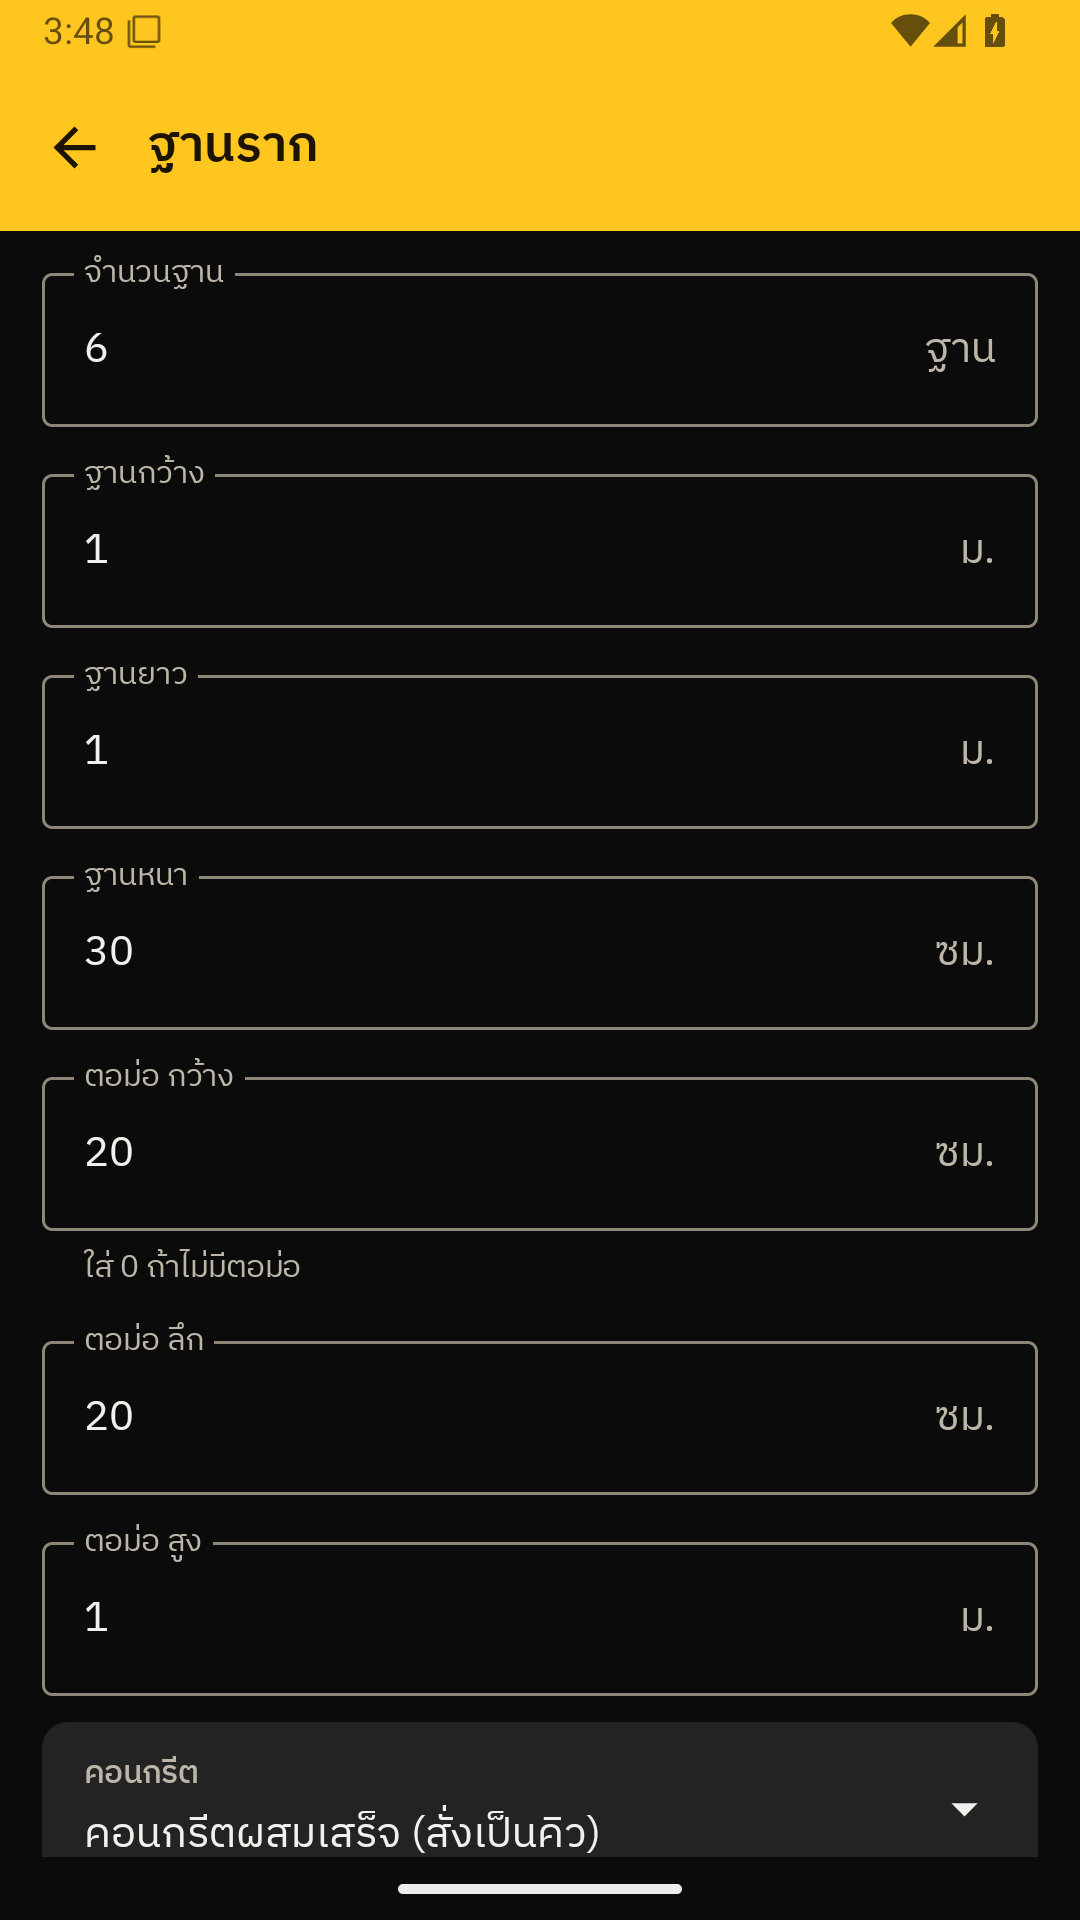 3:48
ฐานราก
จำนวนฐาน
6 ฐาน
ฐานกว้าง
1 ม.
ฐานยาว
1 ม.
ฐานหนา
30 ซม.
ตอม่อ กว้าง
20 ซม.
ใส่ 0 ถ้าไม่มีตอม่อ
ตอม่อ ลึก
20 ซม.
ตอม่อ สูง
1 ม.
คอนกรีต
คอนกรีตผสมเสร็จ (สั่งเป็นคิว)